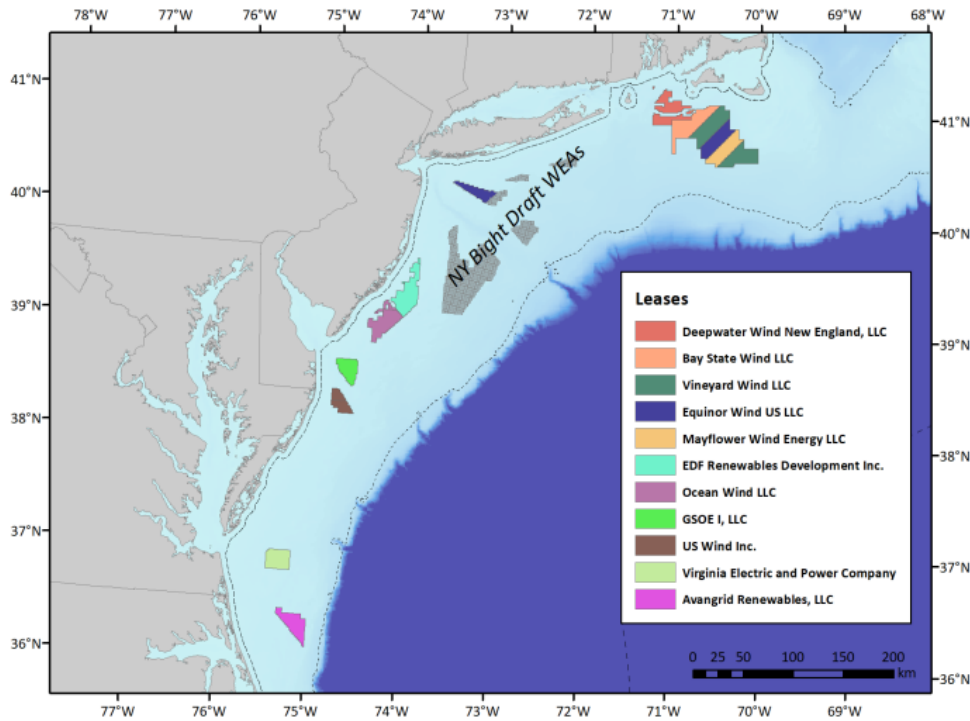 78°W 77°W 76°W 75°W 74°W 73°W 72°W 71°W 70°W 69°W 68°W
41°N
41°N
40°N
40°N
39°N
39°N
38°N
38°N
37°N
37°N
36°N
36°N
NY Bight Draft WEAs
Leases
Deepwater Wind New England, LLC
Bay State Wind LLC
Vineyard Wind LLC
Equinor Wind US LLC
Mayflower Wind Energy LLC
EDF Renewables Development Inc.
Ocean Wind LLC
GSOE I, LLC
US Wind Inc.
Virginia Electric and Power Company
Avangrid Renewables, LLC
0 25 50 100 150 200
km
77°W 76°W 75°W 74°W 73°W 72°W 71°W 70°W 69°W